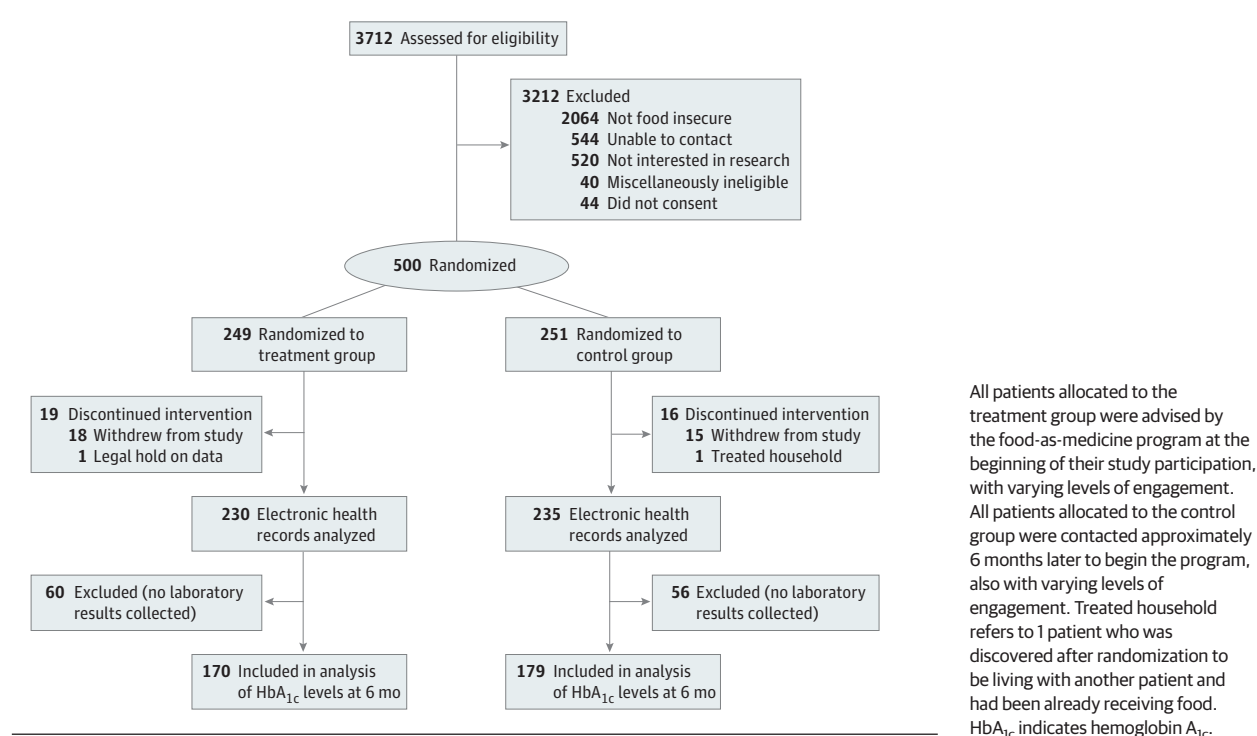 3712 Assessed for eligibility
3212 Excluded
2064 Not food insecure
544 Unable to contact
520 Not interested in research
40 Miscellaneously ineligible
44 Did not consent
500 Randomized
249 Randomized to
treatment group
251 Randomized to
control group
19 Discontinued intervention
18 Withdrew from study
1 Legal hold on data
16 Discontinued intervention
15 Withdrew from study
1 Treated household
230 Electronic health
records analyzed
235 Electronic health
records analyzed
60 Excluded (no laboratory
results collected)
56 Excluded (no laboratory
results collected)
170 Included in analysis
of HbA1c levels at 6 mo
179 Included in analysis
of HbA1c levels at 6 mo
All patients allocated to the
treatment group were advised by
the food-as-medicine program at the
beginning of their study participation,
with varying levels of engagement.
All patients allocated to the control
group were contacted approximately
6 months later to begin the program,
also with varying levels of
engagement. Treated household
refers to 1 patient who was
discovered after randomization to
be living with another patient and
had been already receiving food.
HbA1c indicates hemoglobin A1c.